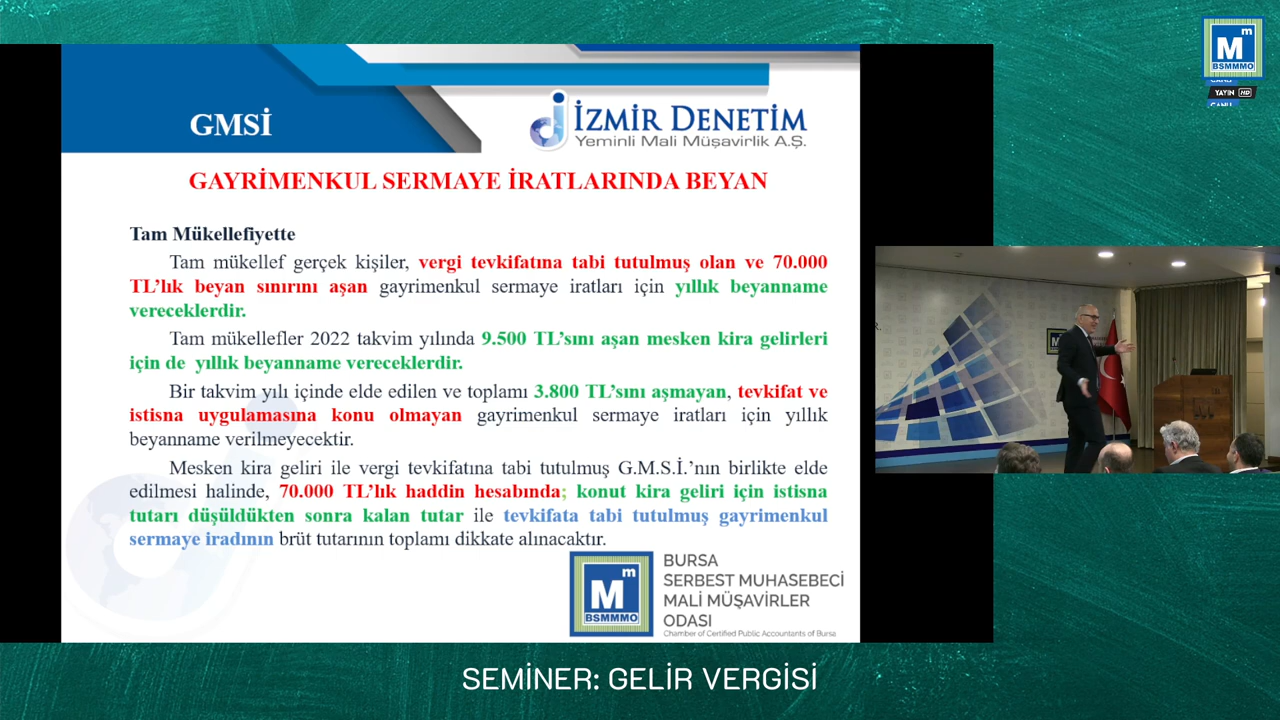 M m
BSMMMO
CANLI
YAYIN HD
CANLI
GMSİ
İZMİR DENETİM
Yeminli Mali Müşavirlik A.Ş.
GAYRİMENKUL SERMAYE İRATLARINDA BEYAN
Tam Mükellefiyette
Tam mükellef gerçek kişiler, vergi tevkifatına tabi tutulmuş olan ve 70.000
TL’lık beyan sınırını aşan gayrimenkul sermaye iratları için yıllık beyanname
vereceklerdir.
Tam mükellefler 2022 takvim yılında 9.500 TL’sını aşan mesken kira gelirleri
için de yıllık beyanname vereceklerdir.
Bir takvim yılı içinde elde edilen ve toplamı 3.800 TL’sını aşmayan, tevkifat ve
istisna uygulamasına konu olmayan gayrimenkul sermaye iratları için yıllık
beyanname verilmeyecektir.
Mesken kira geliri ile vergi tevkifatına tabi tutulmuş G.M.S.İ.’nın birlikte elde
edilmesi halinde, 70.000 TL’lık haddin hesabında; konut kira geliri için istisna
tutarı düşüldükten sonra kalan tutar ile tevkifata tabi tutulmuş gayrimenkul
sermaye iradının brüt tutarının toplamı dikkate alınacaktır.
M m
BSMMMO
BURSA
SERBEST MUHASEBECİ
MALİ MÜŞAVİRLER
ODASI
Chamber of Certified Public Accountants of Bursa
SEMİNER: GELİR VERGİSİ